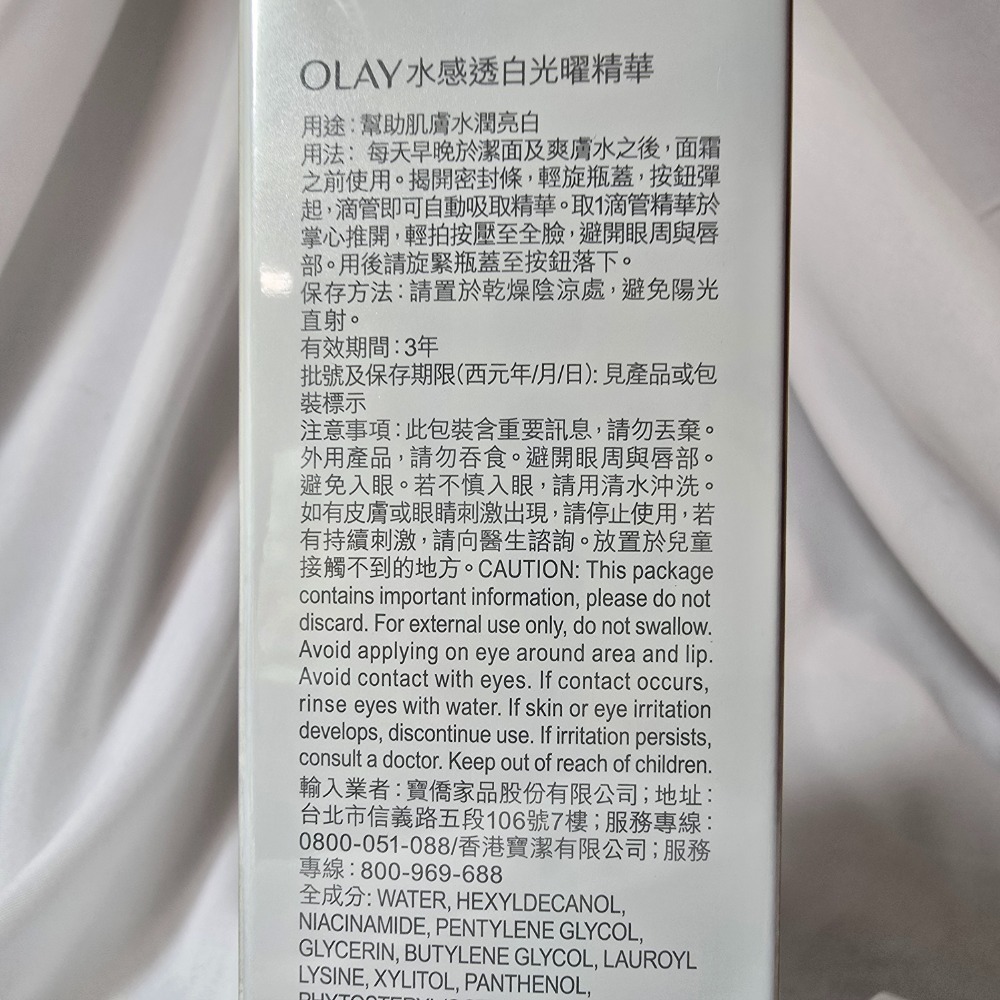 OLAY水感透白光曜精華
用途:幫助肌膚水潤亮白
用法: 每天早晚於潔面及爽膚水之後,面霜
之前使用。揭開密封條,輕旋瓶蓋,按鈕彈
起,滴管即可自動吸取精華。取1滴管精華於
掌心推開,輕拍按壓至全臉,避開眼周與唇
部。用後請旋緊瓶蓋至按鈕落下。
保存方法:請置於乾燥陰涼處,避免陽光
直射。
有效期間:3年
批號及保存期限(西元年/月/日): 見產品或包
裝標示
注意事項:此包裝含重要訊息,請勿丟棄。
外用產品,請勿吞食。避開眼周與唇部。
避免入眼。若不慎入眼,請用清水沖洗。
如有皮膚或眼睛刺激出現,請停止使用,若
有持續刺激,請向醫生諮詢。放置於兒童
接觸不到的地方。CAUTION: This package
contains important information, please do not
discard. For external use only, do not swallow.
Avoid applying on eye around area and lip.
Avoid contact with eyes. If contact occurs,
rinse eyes with water. If skin or eye irritation
develops, discontinue use. If irritation persists,
consult a doctor. Keep out of reach of children.
輸入業者:寶僑家品股份有限公司;地址:
台北市信義路五段106號7樓;服務專線:
0800-051-088/香港寶潔有限公司;服務
專線:800-969-688
全成分: WATER, HEXYLDECANOL,
NIACINAMIDE, PENTYLENE GLYCOL,
GLYCERIN, BUTYLENE GLYCOL, LAUROYL
LYSINE, XYLITOL, PANTHENOL,